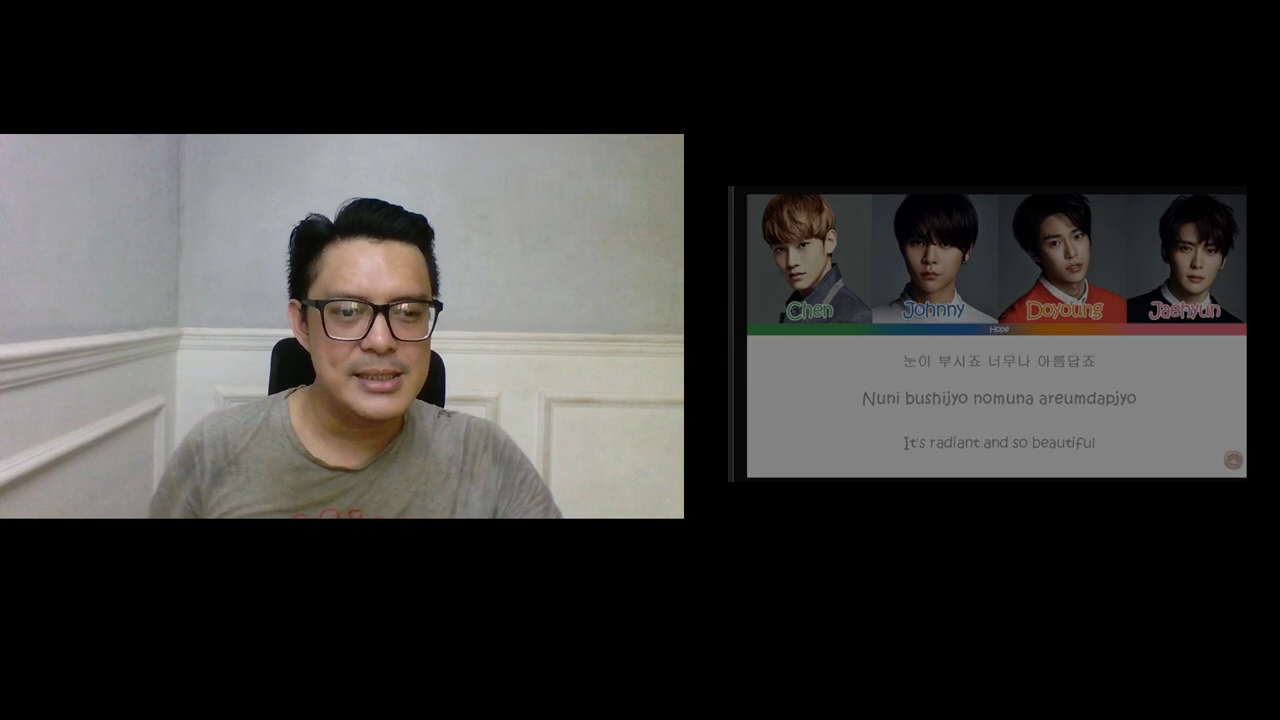 Chen
Johnny
Doyoung
Jaehyun
Hope
눈이 부시죠 너무나 아름답죠
Nuni bushijyo nomuna areumdapjyo
It's radiant and so beautiful